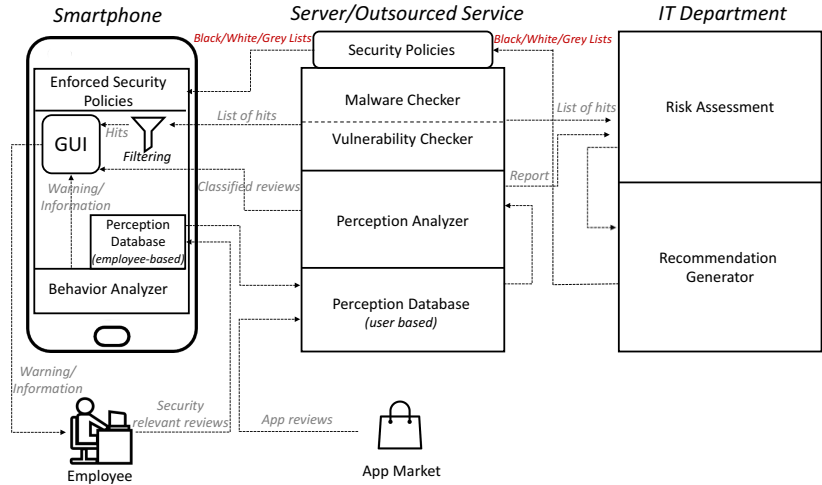 Smartphone
Server/Outsourced Service
IT Department
Black/White/Grey Lists
Security Policies
Black/White/Grey Lists
Enforced Security
Policies
Malware Checker
Risk Assessment
List of hits
List of hits
Hits
GUI
Filtering
Vulnerability Checker
Warning/
Information
Classified reviews
Report
Perception
Database
(employee-based)
Perception Analyzer
Recommendation
Generator
Behavior Analyzer
Perception Database
(user based)
Warning/
Information
Security
relevant reviews
App reviews
Employee
App Market